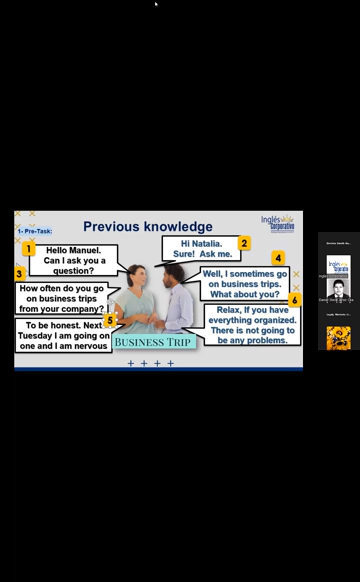 1- Pre-Task:
Previous knowledge
Inglés
Corporativo
1
Hello Manuel.
Can I ask you a
question?
2
Hi Natalia.
Sure! Ask me.
3
How often do you go
on business trips
from your company?
4
Well, I sometimes go
on business trips.
What about you?
5
To be honest. Next
Tuesday I am going on
one and I am nervous
6
Relax, If you have
everything organized.
There is not going to
be any problems.
BUSINESS TRIP